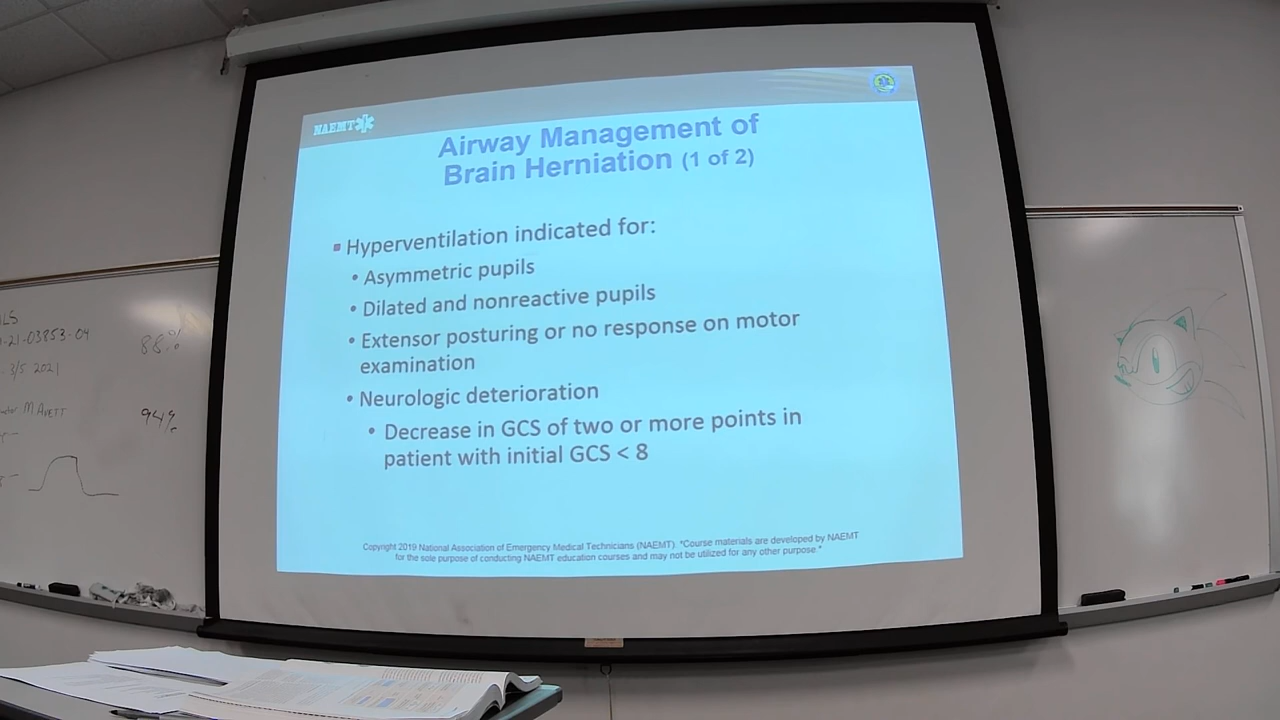 NAEMT
Airway Management of
Brain Herniation (1 of 2)
Hyperventilation indicated for:
• Asymmetric pupils
• Dilated and nonreactive pupils
• Extensor posturing or no response on motor
examination
• Neurologic deterioration
• Decrease in GCS of two or more points in
patient with initial GCS < 8
Copyright 2019 National Association of Emergency Medical Technicians (NAEMT). "Course materials are developed by NAEMT
for the sole purpose of conducting NAEMT education courses and may not be utilized for any other purpose."
-21-03853-04
88%
3/5 2021
M AVETT
94%